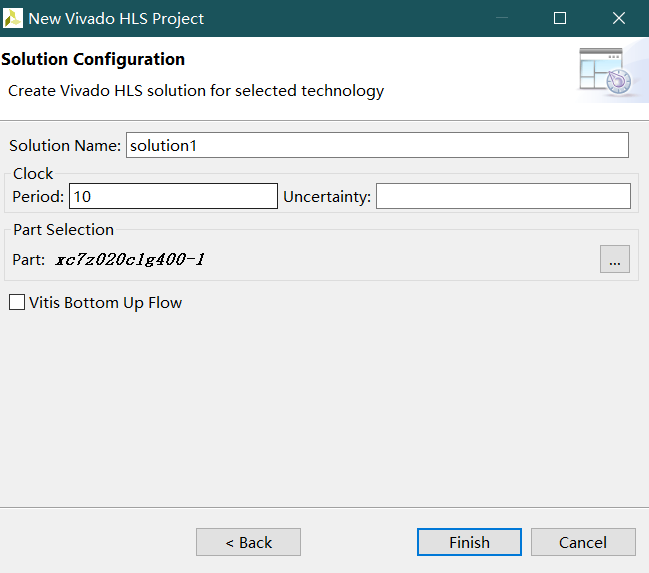 New Vivado HLS Project
Solution Configuration
Create Vivado HLS solution for selected technology
Solution Name: solution1
Clock
Period: 10 Uncertainty:
Part Selection
Part: xc7z020clg400-1 ...
Vitis Bottom Up Flow
< Back Finish Cancel